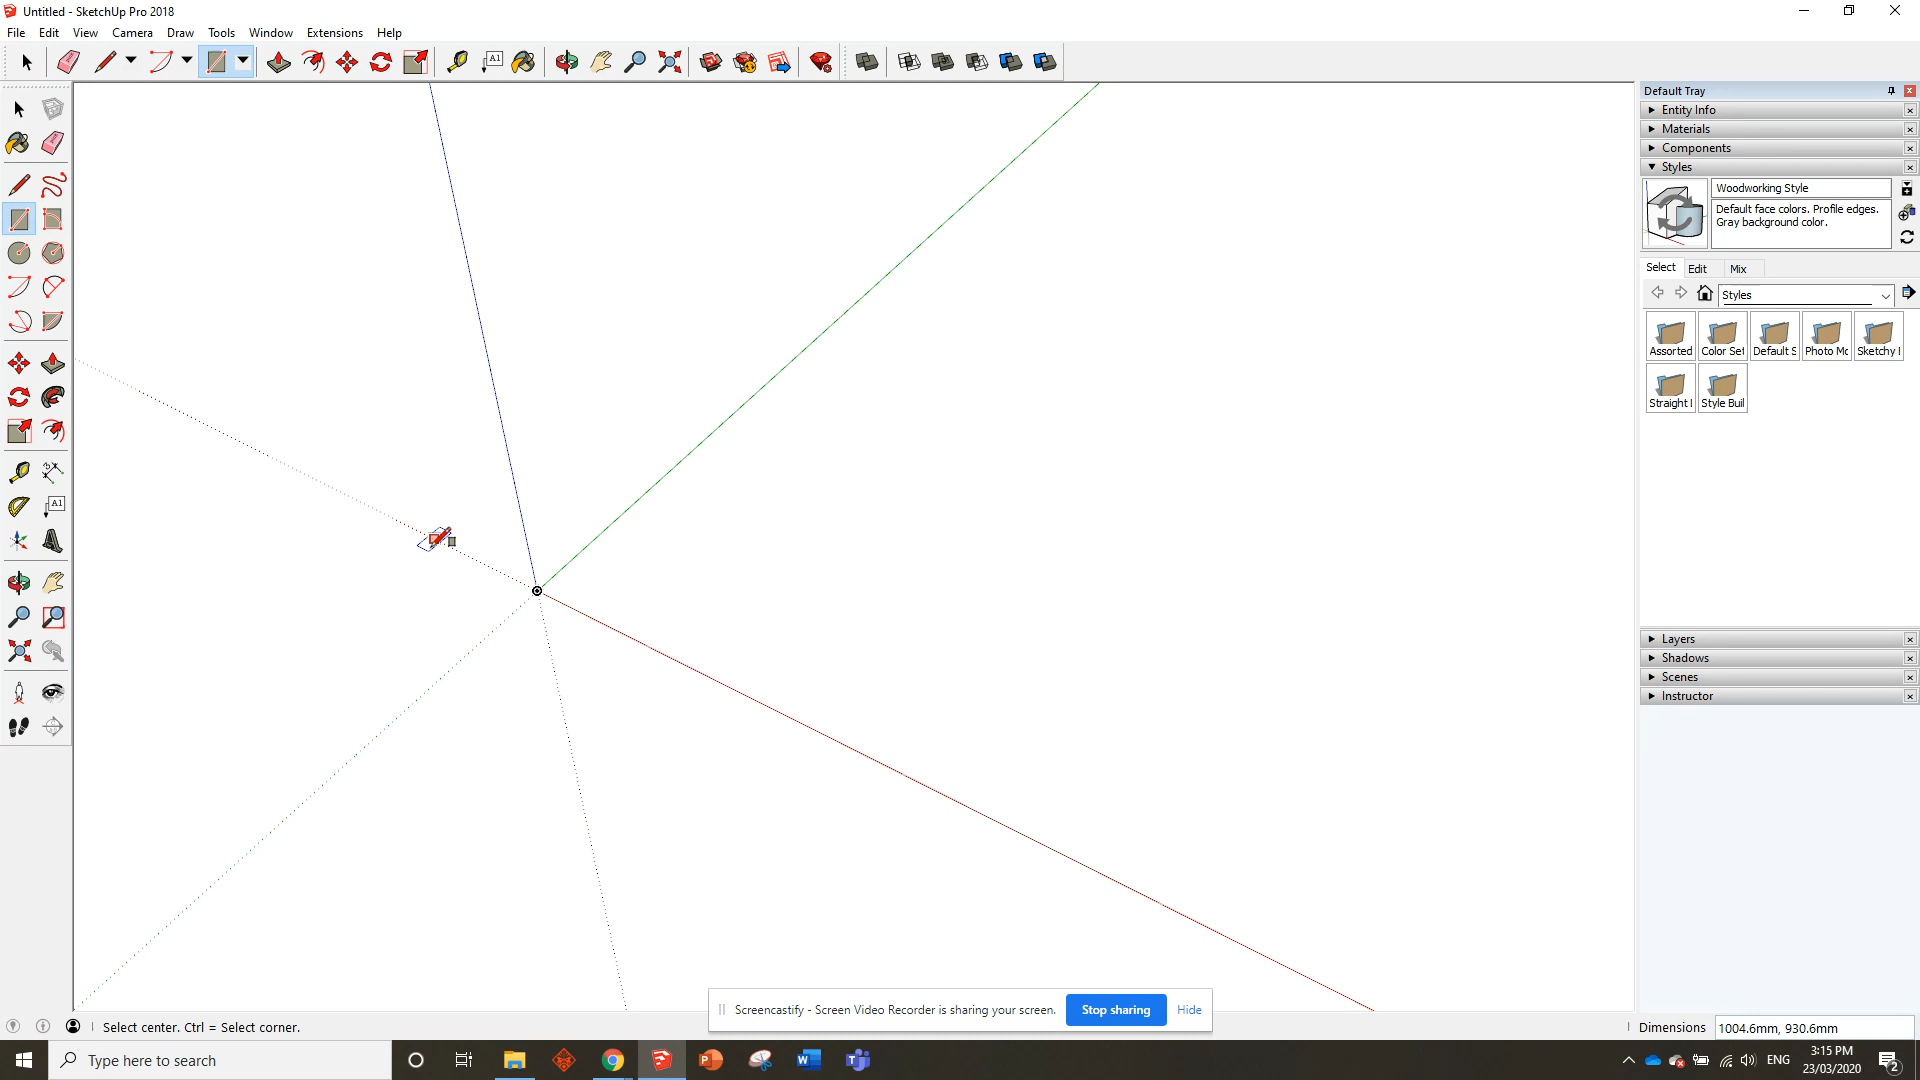 Untitled - SketchUp Pro 2018
File Edit View Camera Draw Tools Window Extensions Help
A1
Default Tray
Entity Info
Materials
Components
Styles
Woodworking Style
Default face colors. Profile edges.
Gray background color.
Select Edit Mix
Styles
Assorted Color Set Default S Photo Mo Sketchy
Straight Style Buil
A1
Layers
Shadows
Scenes
Instructor
Screencastify - Screen Video Recorder is sharing your screen. Stop sharing Hide
Select center. Ctrl = Select corner.
Dimensions 1004.6mm, 930.6mm
Type here to search
ENG
3:15 PM
23/03/2020
2